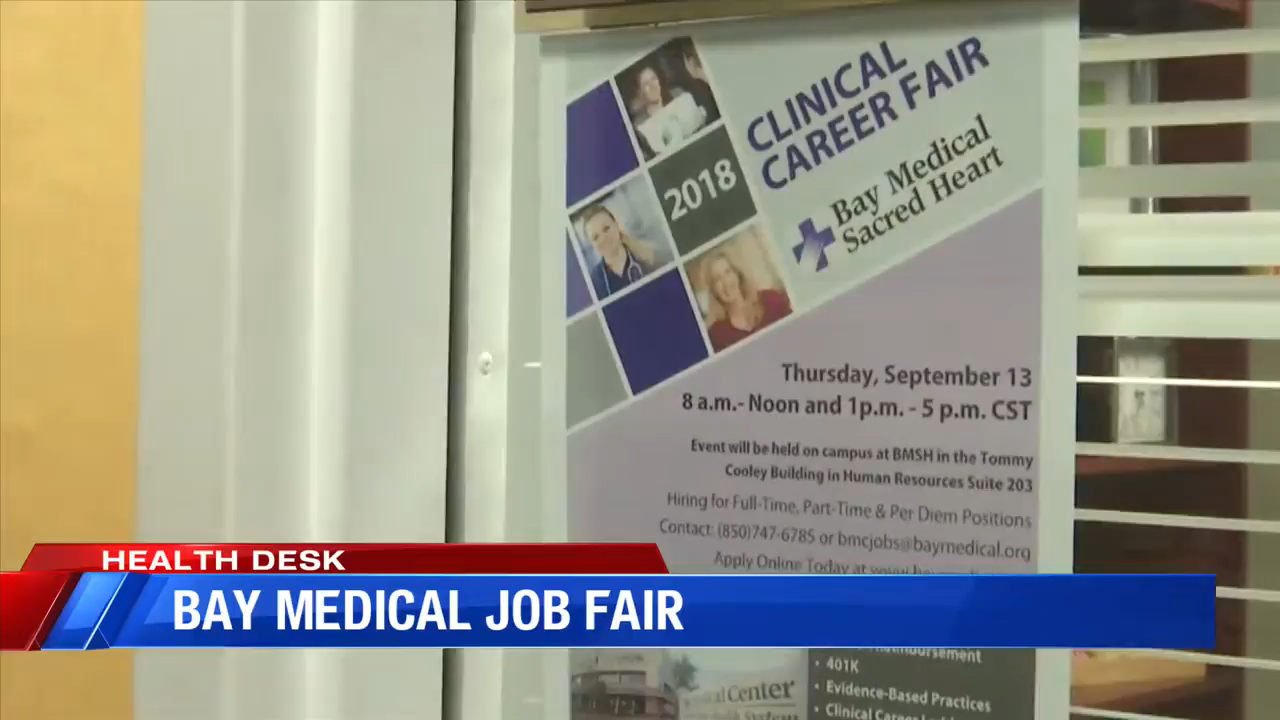 CLINICAL
CAREER FAIR
2018
Bay Medical
Sacred Heart
Thursday, September 13
8 a.m.- Noon and 1p.m. - 5 p.m. CST
Event will be held on campus at BMSH in the Tommy
Cooley Building in Human Resources Suite 203
Hiring for Full-Time, Part-Time & Per Diem Positions
Contact: (850)747-6785 or bmcjobs@baymedical.org
Apply Online Today at
HEALTH DESK
BAY MEDICAL JOB FAIR
• 401K
• Evidence-Based Practices
• Clinical
Center